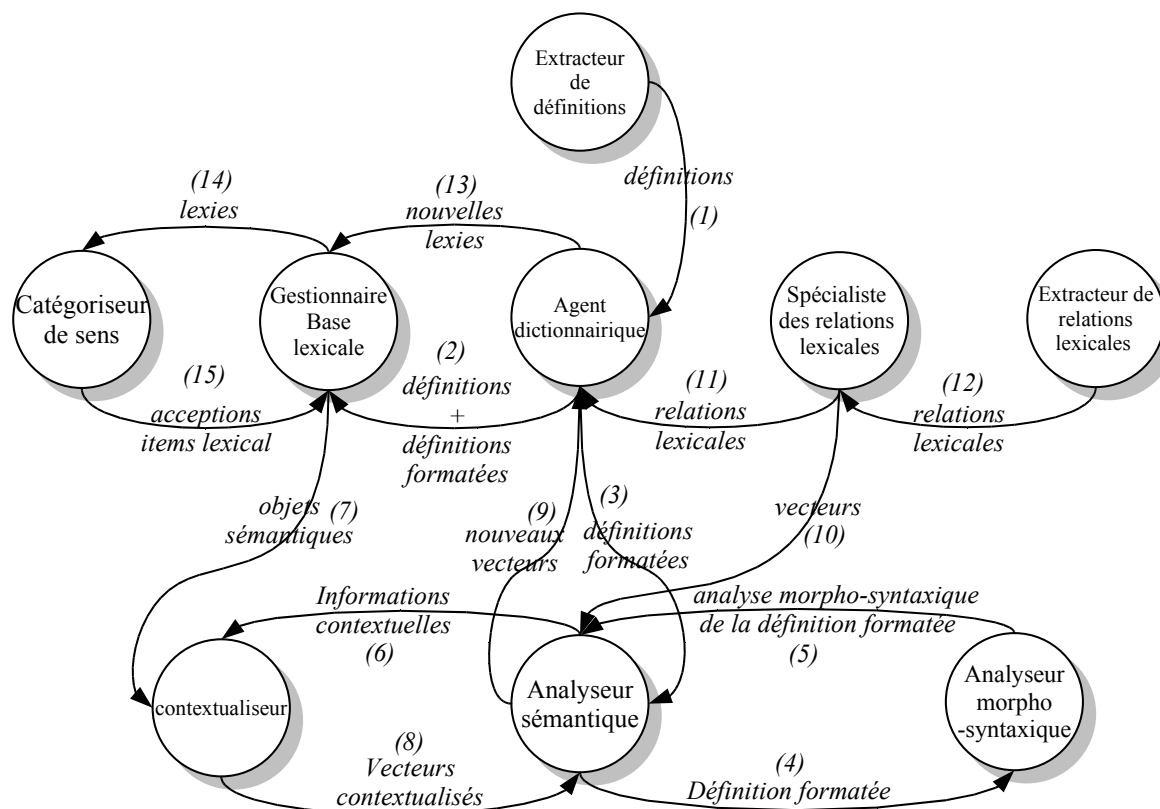 Extracteur
de
définitions
définitions
(1)
(14)
lexies
(13)
nouvelles
lexies
Catégoriseur
de sens
Gestionnaire
Base
lexicale
Agent
dictionnairique
Spécialiste
des relations
lexicales
Extracteur de
relations
lexicales
(15)
acceptions
items lexical
(2)
définitions
+
définitions
formatées
(11)
relations
lexicales
(12)
relations
lexicales
objets
sémantiques
(7)
(9)
nouveaux
vecteurs
(3)
définitions
formatées
vecteurs
(10)
Informations
contextuelles
(6)
analyse morpho-syntaxique
de la définition formatée
(5)
contextualiseur
Analyseur
sémantique
Analyseur
morpho
-syntaxique
(8)
Vecteurs
contextualisés
(4)
Définition formatée